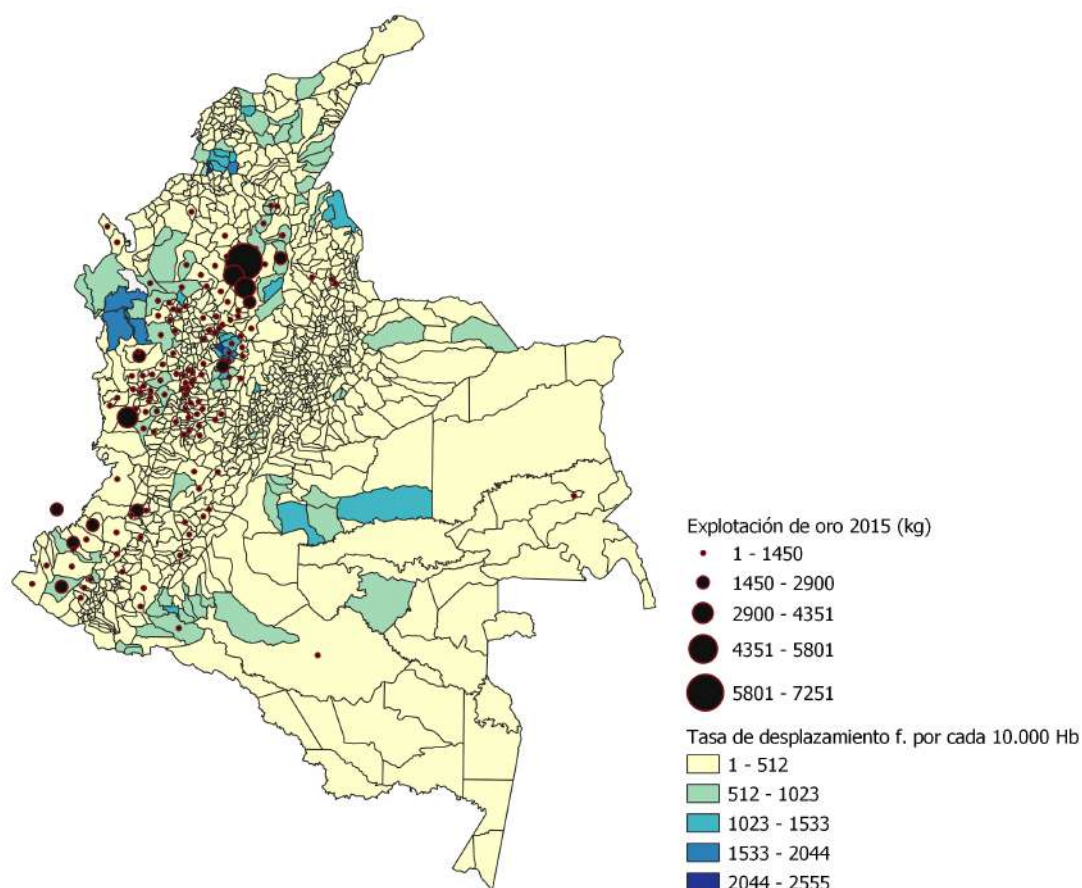 Explotación de oro 2015 (kg)
1 - 1450
1450 - 2900
2900 - 4351
4351 - 5801
5801 - 7251
Tasa de desplazamiento f. por cada 10.000 Hb
1 - 512
512 - 1023
1023 - 1533
1533 - 2044
2044 - 2555